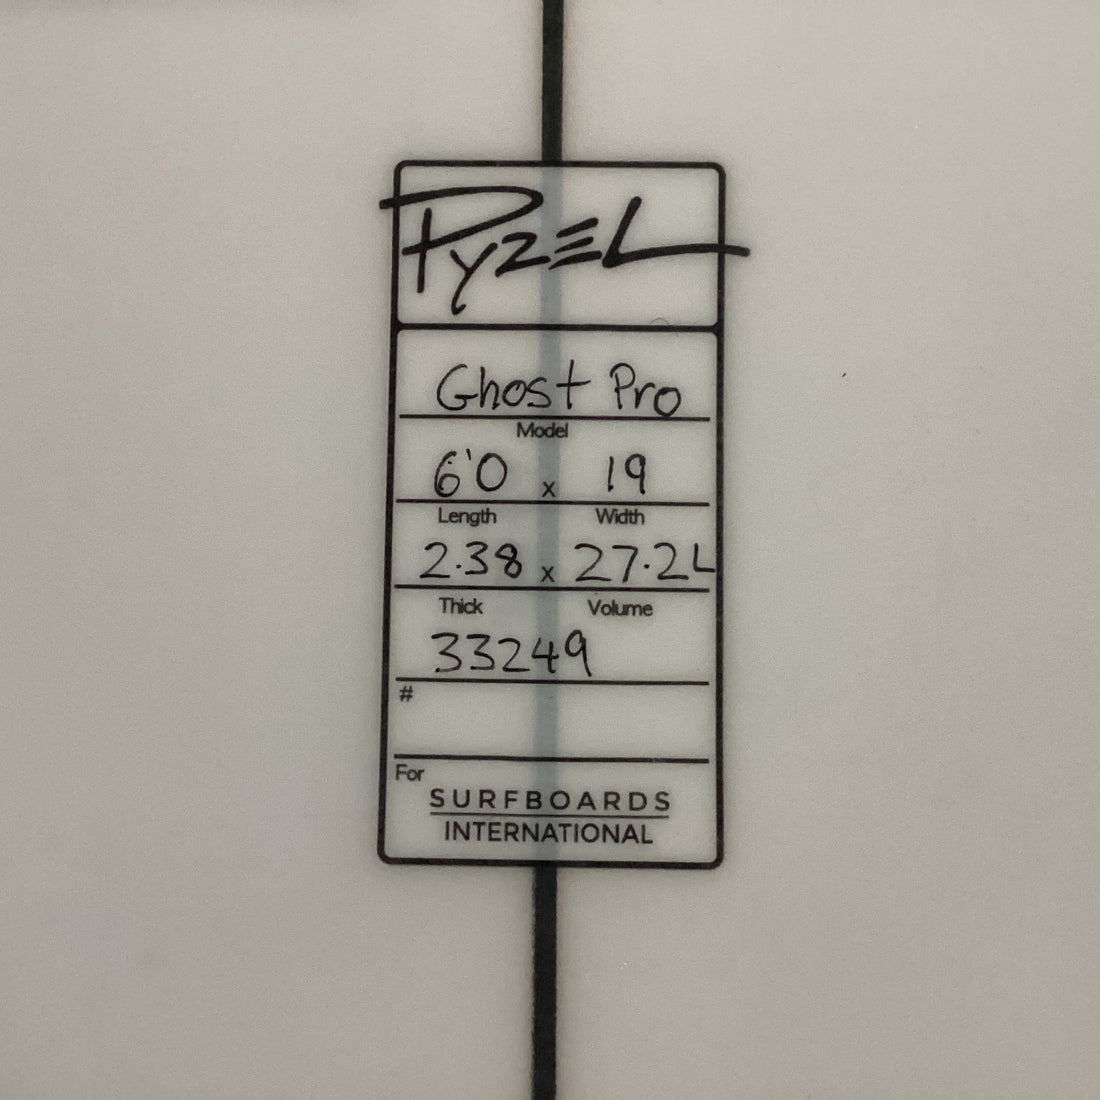 PYZEL
Ghost Pro
Model
6'0 x 19
Length Width
2.38 x 27.2L
Thick Volume
33249
#
For
SURFBOARDS
INTERNATIONAL